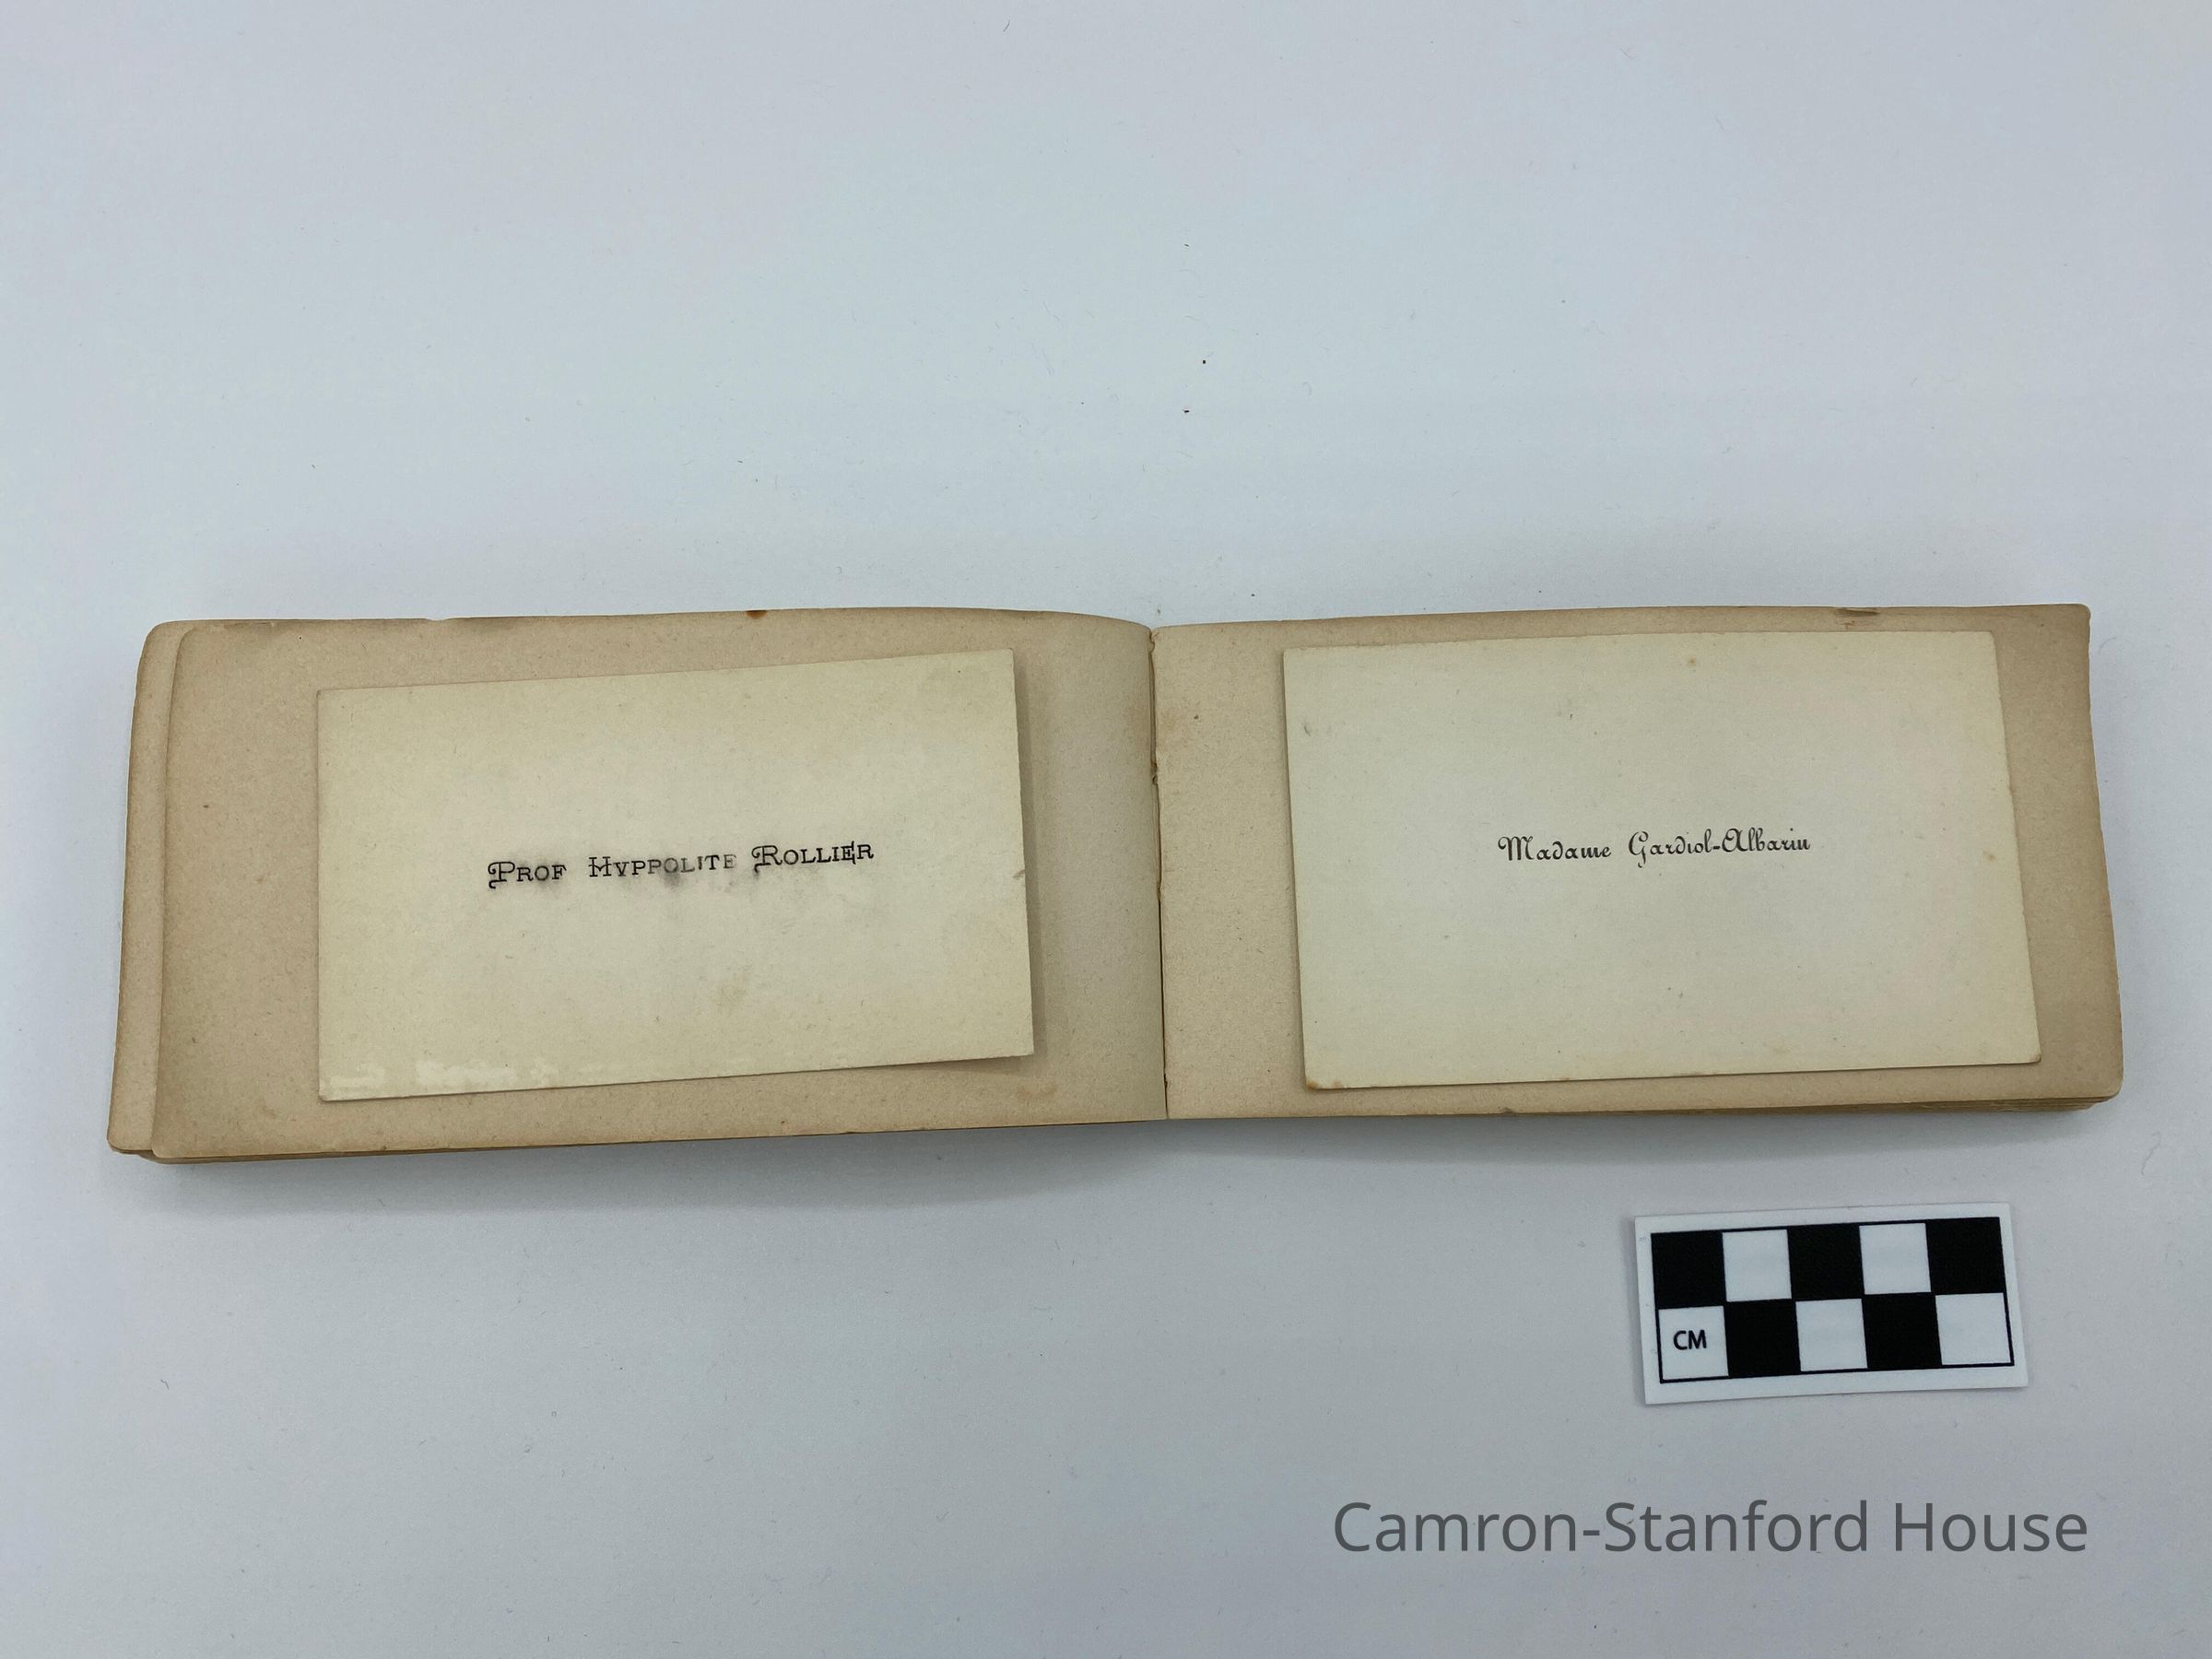 PROF HYPPOLITE ROLLIER
Madame Gardiol-Albarin
CM
Camron-Stanford House